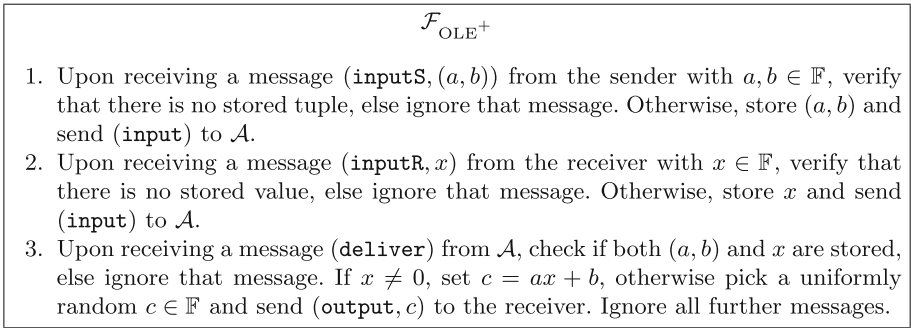 𝓕_OLE⁺
1. Upon receiving a message (inputS, (a, b)) from the sender with a, b ∈ 𝔽, verify
that there is no stored tuple, else ignore that message. Otherwise, store (a, b) and
send (input) to 𝒜.
2. Upon receiving a message (inputR, x) from the receiver with x ∈ 𝔽, verify that
there is no stored value, else ignore that message. Otherwise, store x and send
(input) to 𝒜.
3. Upon receiving a message (deliver) from 𝒜, check if both (a, b) and x are stored,
else ignore that message. If x ≠ 0, set c = ax + b, otherwise pick a uniformly
random c ∈ 𝔽 and send (output, c) to the receiver. Ignore all further messages.